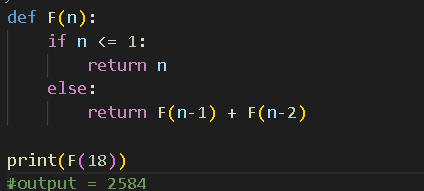 def F(n):
    if n <= 1:
        return n
    else:
        return F(n-1) + F(n-2)

print(F(18))
#output = 2584